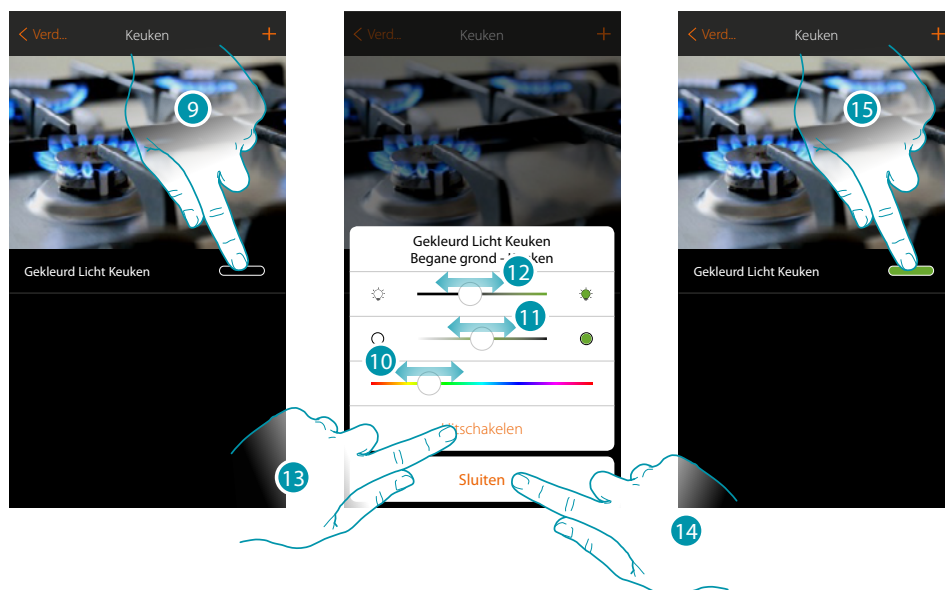 < Verd...
Keuken
+
9
Gekleurd Licht Keuken
< Verd...
Keuken
+
Gekleurd Licht Keuken
Begane grond -
12
11
10
Sluiten
13
14
< Verd...
Keuken
+
15
Gekleurd Licht Keuken